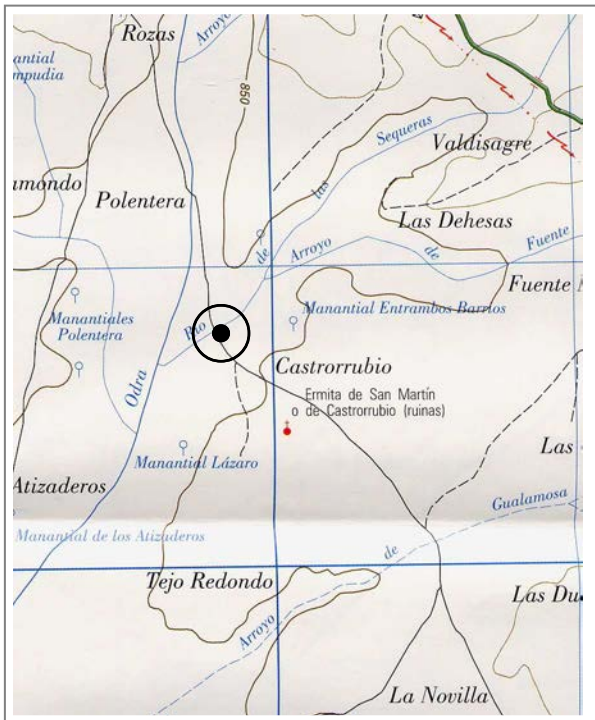 Rozas
Arroyo
antial
mpudia
850
Sequeras
Valdisagre
amondo
Polentera
las
Las Dehesas
de
Arroyo
de
Fuente
Fuente
Manantiales
Polentera
Río
Manantial Entrambos Barrios
Odra
Castrorrubio
Ermita de San Martín
o de Castrorrubio (ruinas)
Manantial Lázaro
Las
Atizaderos
Gualamosa
Manantial de los Atizaderos
de
Tejo Redondo
Las Du
Arroyo
La Novilla